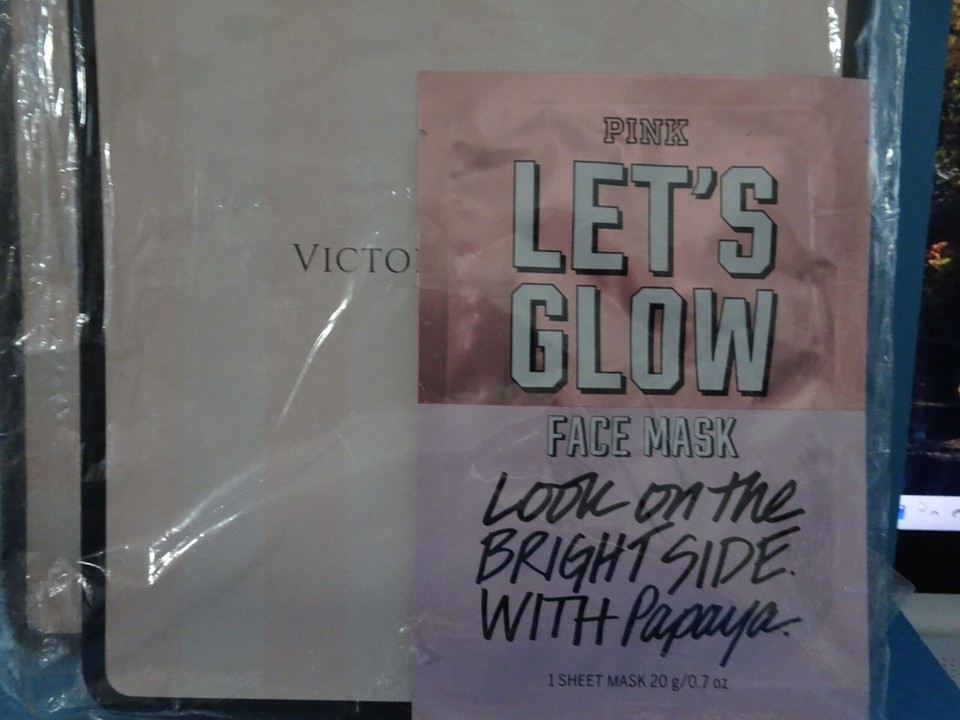 VICTO
PINK
LET'S
GLOW
FACE MASK
Look on the
BRIGHT SIDE.
WITH Papaya.
1 SHEET MASK 20 g/0.7 oz